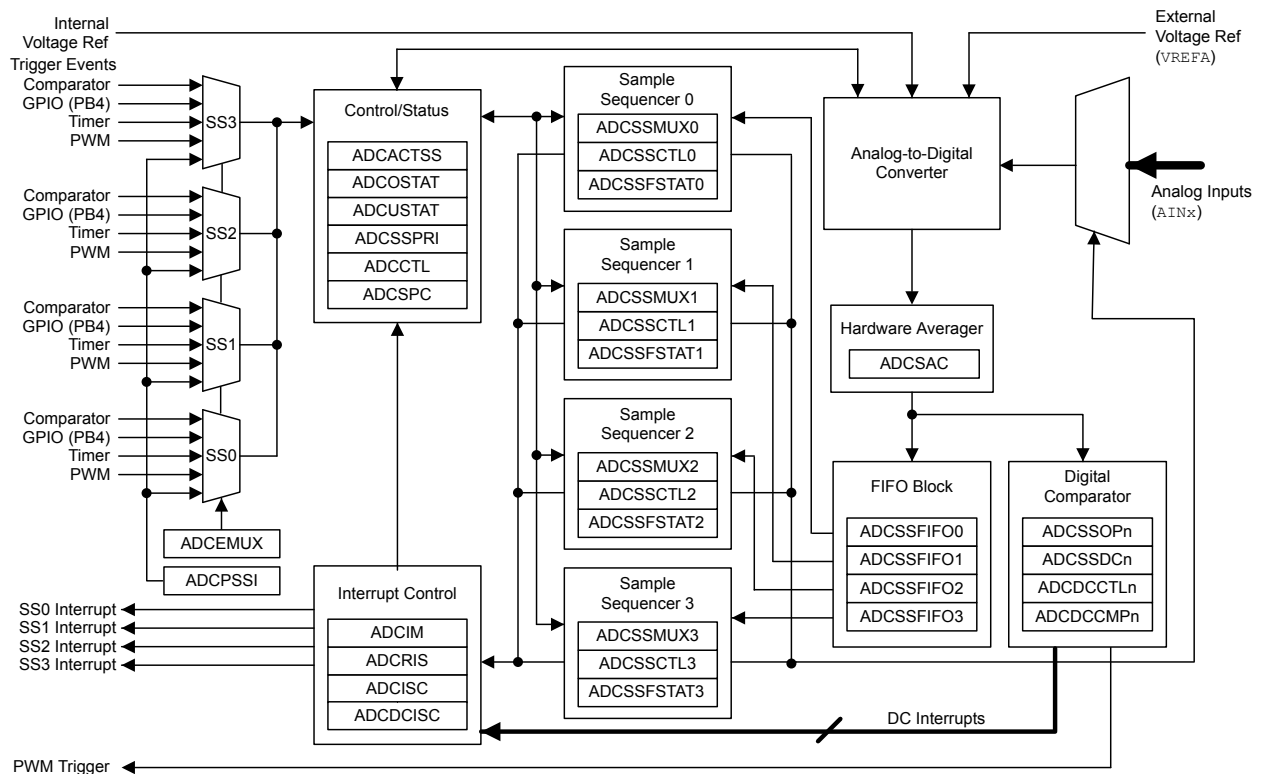 Internal
Voltage Ref
External
Voltage Ref
(VREFA)
Trigger Events
Comparator
GPIO (PB4)
Timer
PWM
SS3
Comparator
GPIO (PB4)
Timer
PWM
SS2
Comparator
GPIO (PB4)
Timer
PWM
SS1
Comparator
GPIO (PB4)
Timer
PWM
SS0
ADCEMUX
ADCPSSI
Control/Status
ADCACTSS
ADCOSTAT
ADCUSTAT
ADCSSPRI
ADCCTL
ADCSPC
Interrupt Control
ADCIM
ADCRIS
ADCISC
ADCDCISC
SS0 Interrupt
SS1 Interrupt
SS2 Interrupt
SS3 Interrupt
PWM Trigger
Sample
Sequencer 0
ADCSSMUX0
ADCSSCTL0
ADCSSFSTAT0
Sample
Sequencer 1
ADCSSMUX1
ADCSSCTL1
ADCSSFSTAT1
Sample
Sequencer 2
ADCSSMUX2
ADCSSCTL2
ADCSSFSTAT2
Sample
Sequencer 3
ADCSSMUX3
ADCSSCTL3
ADCSSFSTAT3
Analog-to-Digital
Converter
Analog Inputs
(AINx)
Hardware Averager
ADCSAC
FIFO Block
ADCSSFIFO0
ADCSSFIFO1
ADCSSFIFO2
ADCSSFIFO3
Digital
Comparator
ADCSSOPn
ADCSSDCn
ADCDCCTLn
ADCDCCMPn
DC Interrupts